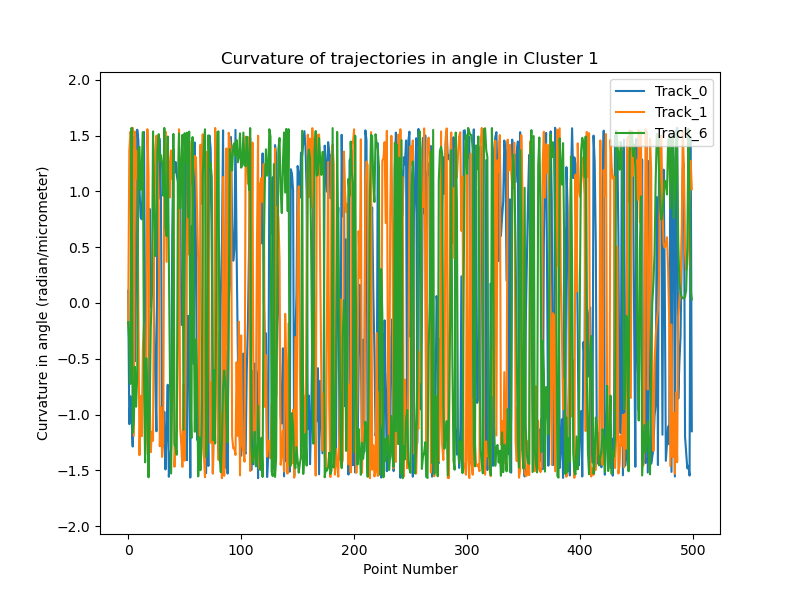 Curvature of trajectories in angle in Cluster 1
Track_0
Track_1
Track_6
2.0
1.5
1.0
0.5
0.0
−0.5
−1.0
−1.5
−2.0
Curvature in angle (radian/micrometer)
0 100 200 300 400 500
Point Number